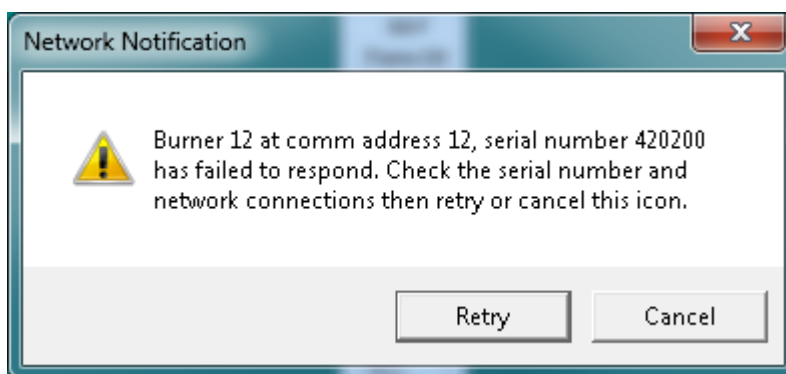 Network Notification
Burner 12 at comm address 12, serial number 420200
has failed to respond. Check the serial number and
network connections then retry or cancel this icon.
Retry
Cancel